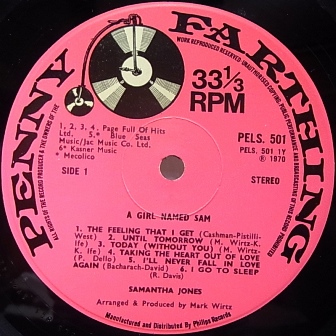 PENNY FARTHING
ALL RIGHTS OF THE RECORD PRODUCER & THE OWNERS OF THE WORK REPRODUCED RESERVED UNAUTHORISED COPYING, PUBLIC PERFORMANCE AND BROADCASTING OF THIS RECORD PROHIBITED
33 1/3
RPM
1, 2, 3, 4. Page Full Of Hits
Ltd. 5.* Blue Seas
Music/Jac Music Co. Ltd.
6* Kasner Music
* Mecolico
PELS. 501
PELS. 501 1Y
℗ 1970
SIDE 1
STEREO
A GIRL NAMED SAM
1. THE FEELING THAT I GET (Cashman-Pistilli-
West) 2. UNTIL TOMORROW (M. Wirtz-K.
Ife) 3. TODAY (WITHOUT YOU) (M. Wirtz-
K. Ife) 4. TAKING THE HEART OUT OF LOVE
(P. Dello) 5. I'LL NEVER FALL IN LOVE
AGAIN (Bacharach-David) 6. I GO TO SLEEP
(R. Davis)
SAMANTHA JONES
Arranged & Produced by Mark Wirtz
Manufactured and Distributed by Philips Records